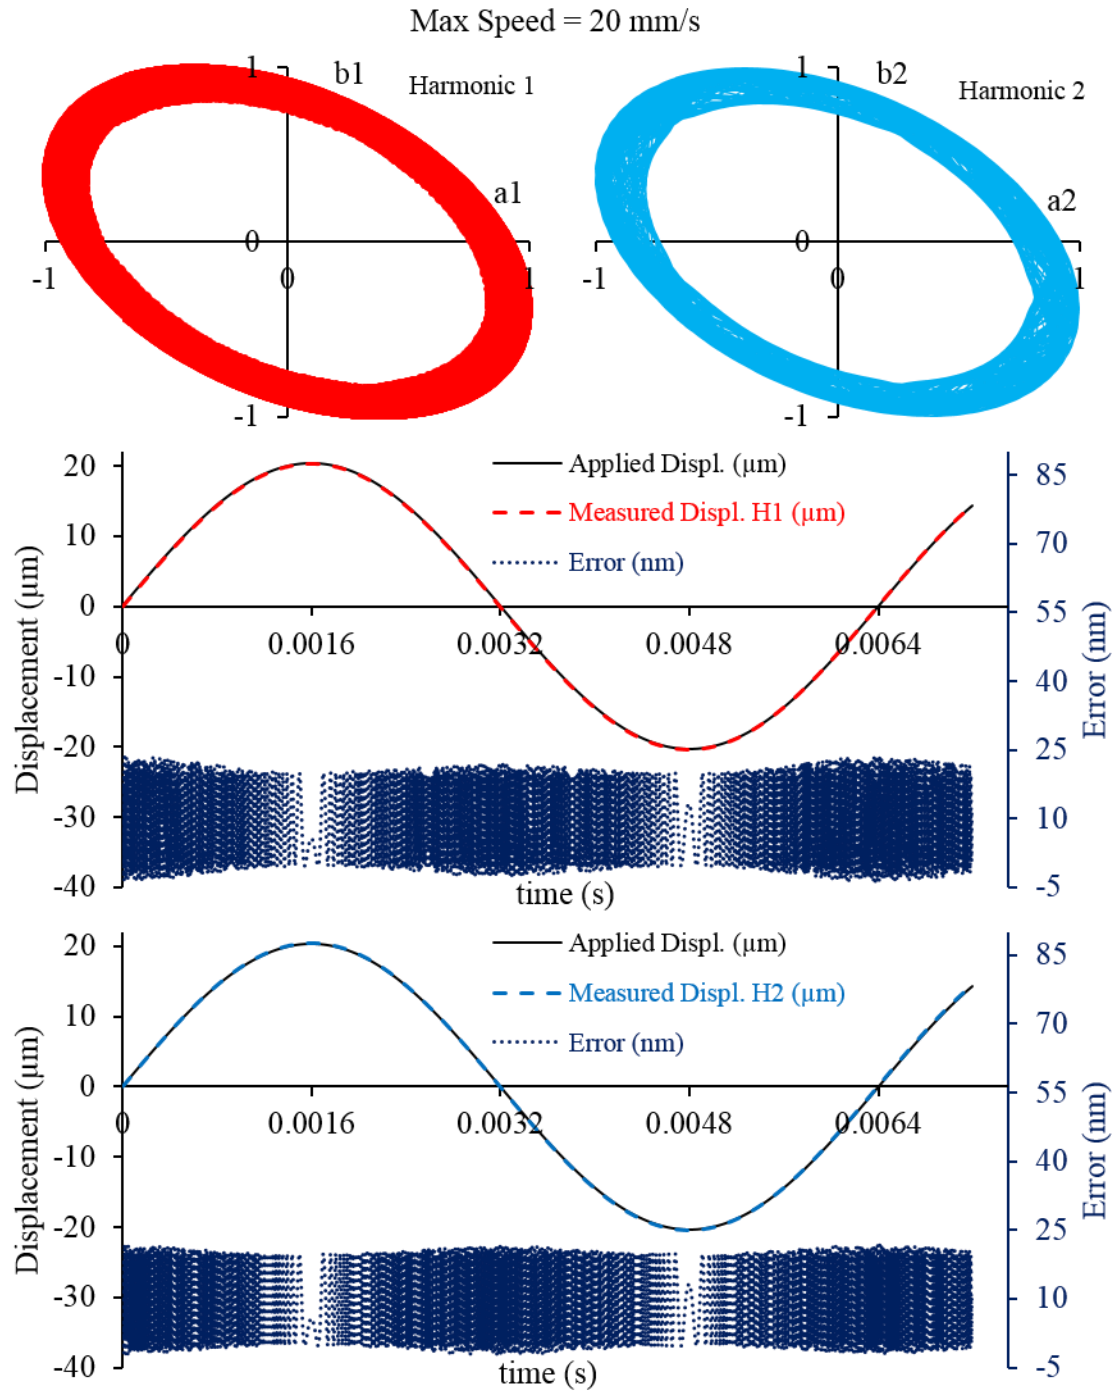 Max Speed = 20 mm/s
1 b1 Harmonic 1
a1
0
-1 0 1
-1
1 b2 Harmonic 2
a2
0
-1 0 1
-1
20 Applied Displ. (µm) 85
10 Measured Displ. H1 (µm) 70
Error (nm)
0 55
0 0.0016 0.0032 0.0048 0.0064
-10 40
-20 25
-30 10
-40 -5
Displacement (µm)
Error (nm)
time (s)
20 Applied Displ. (µm) 85
10 Measured Displ. H2 (µm) 70
Error (nm)
0 55
0 0.0016 0.0032 0.0048 0.0064
-10 40
-20 25
-30 10
-40 -5
Displacement (µm)
Error (nm)
time (s)